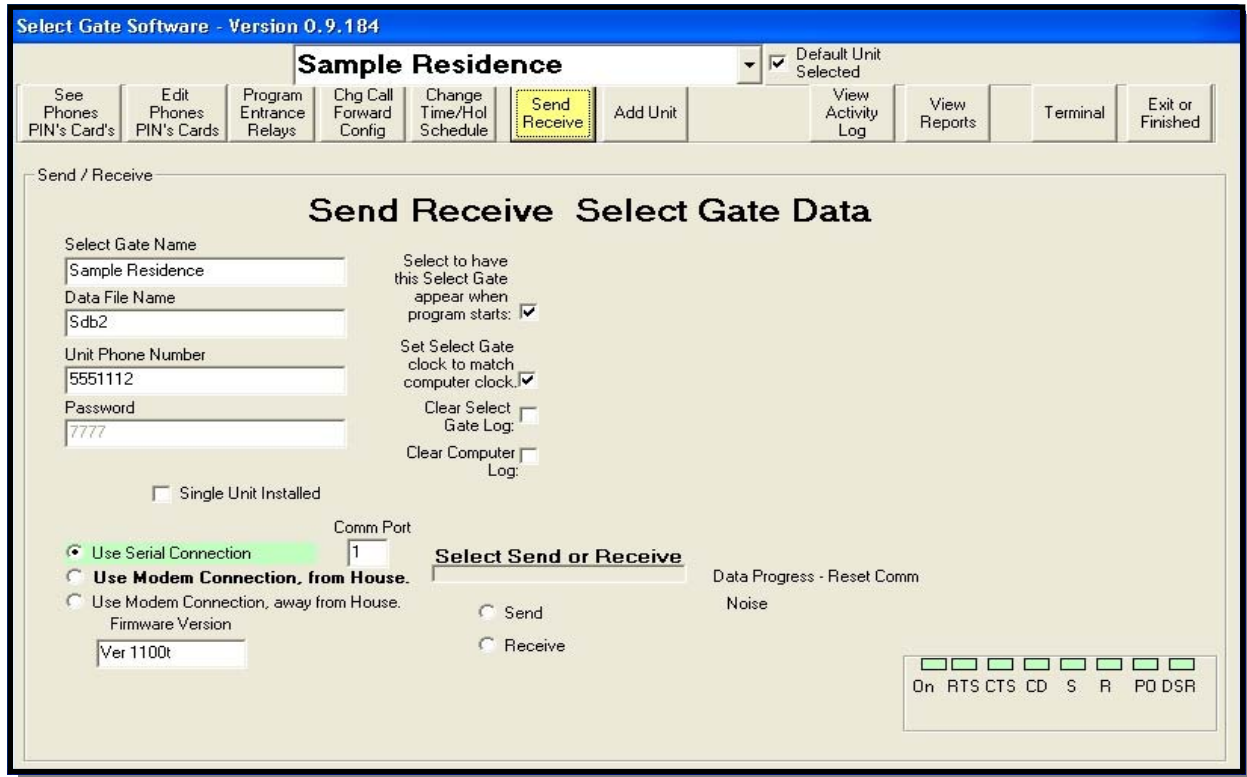 Select Gate Software - Version 0.9.184
Sample Residence
Default Unit
Selected
See
Phones
PIN's Card's
Edit
Phones
PIN's Cards
Program
Entrance
Relays
Chg Call
Forward
Config
Change
Time/Hol
Schedule
Send
Receive
Add Unit
View
Activity
Log
View
Reports
Terminal
Exit or
Finished
Send / Receive
Send Receive Select Gate Data
Select Gate Name
Sample Residence
Data File Name
Sdb2
Unit Phone Number
5551112
Password
7777
Select to have
this Select Gate
appear when
program starts:
Set Select Gate
clock to match
computer clock.
Clear Select
Gate Log:
Clear Computer
Log:
Single Unit Installed
Comm Port
1
Use Serial Connection
Use Modem Connection, from House.
Use Modem Connection, away from House.
Firmware Version
Ver 1100t
Select Send or Receive
Send
Receive
Data Progress - Reset Comm
Noise
On RTS CTS CD S R PO DSR